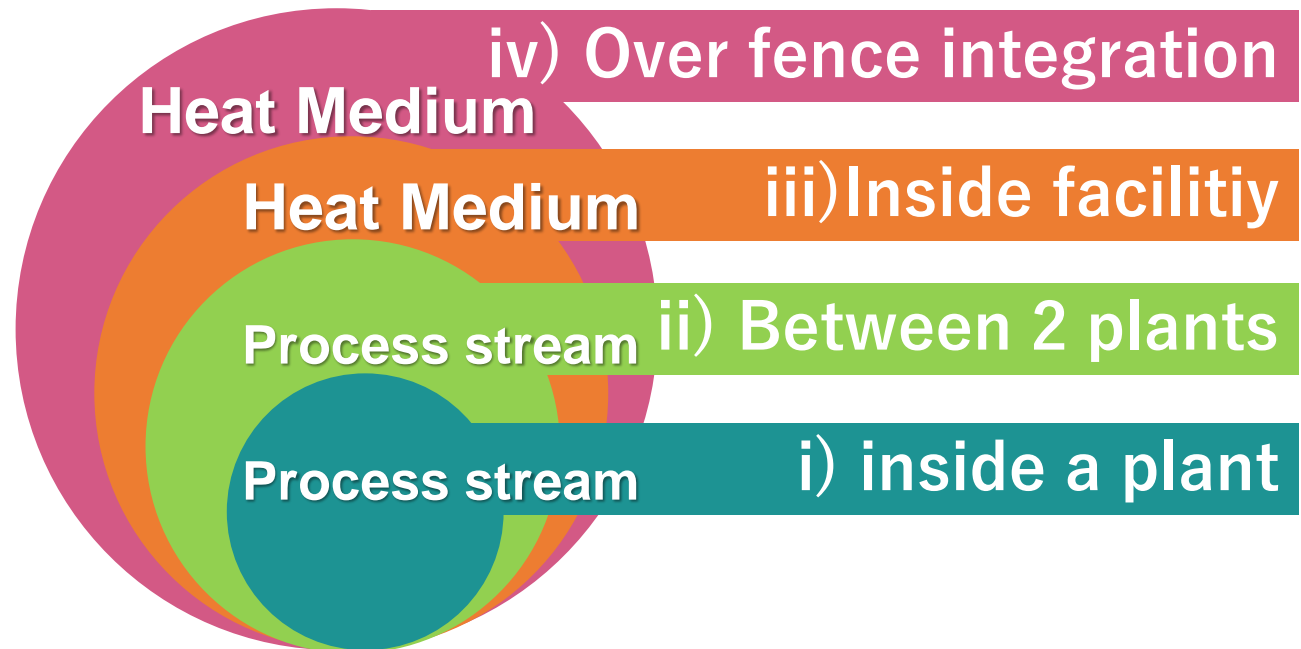 iv) Over fence integration
Heat Medium
iii)Inside facilitiy
Heat Medium
ii) Between 2 plants
Process stream
i) inside a plant
Process stream